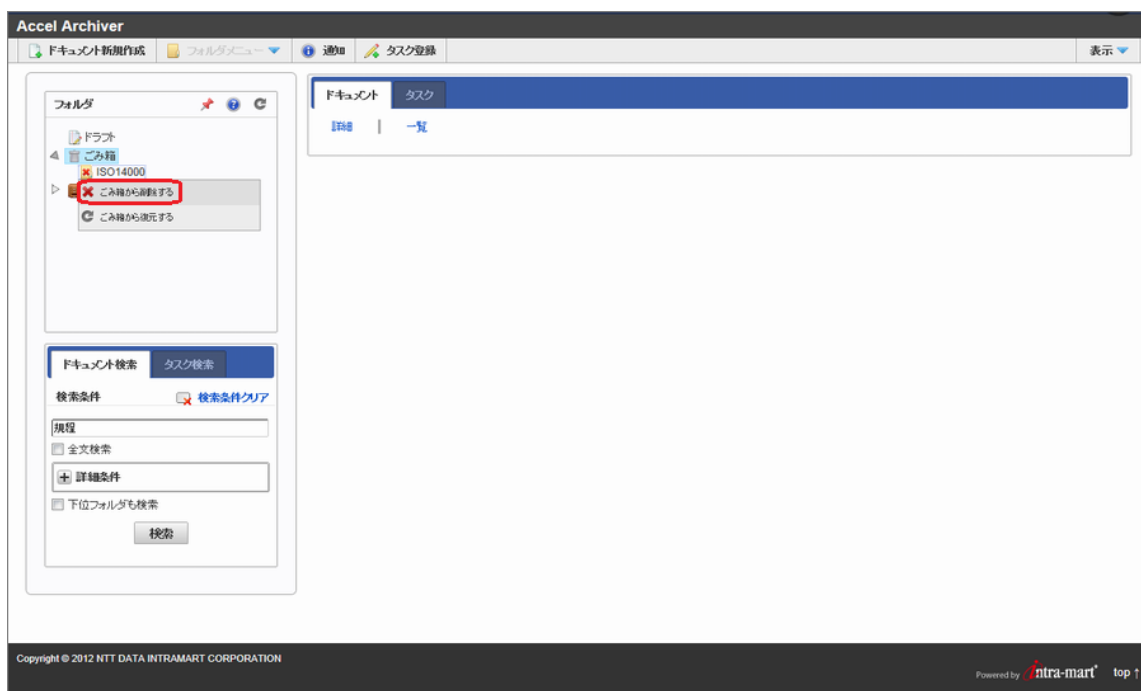 Accel Archiver
ドキュメント新規作成 フォルダメニュー 通知 タスク登録 表示
フォルダ
ドラフト
ごみ箱
ISO14000
ごみ箱から削除する
ごみ箱から復元する
ドキュメント タスク
詳細 | 一覧
ドキュメント検索 タスク検索
検索条件 検索条件クリア
規程
全文検索
詳細条件
下位フォルダも検索
検索
Copyright © 2012 NTT DATA INTRAMART CORPORATION
Powered by intra-mart top ↑